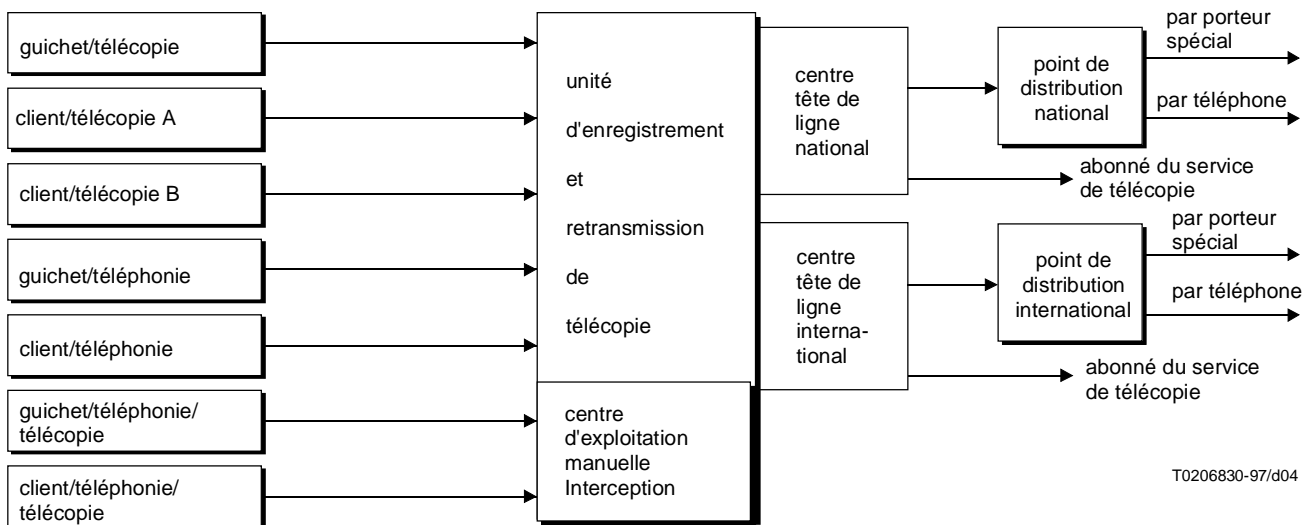 guichet/télécopie
client/télécopie A
client/télécopie B
guichet/téléphonie
client/téléphonie
guichet/téléphonie/
télécopie
client/téléphonie/
télécopie
unité
d'enregistrement
et
retransmission
de
télécopie
centre
d'exploitation
manuelle
Interception
centre
tête de
ligne
national
centre
tête de
ligne
interna-
tional
point de
distribution
national
par porteur
spécial
par téléphone
abonné du service
de télécopie
point de
distribution
international
par porteur
spécial
par téléphone
abonné du service
de télécopie
T0206830-97/d04